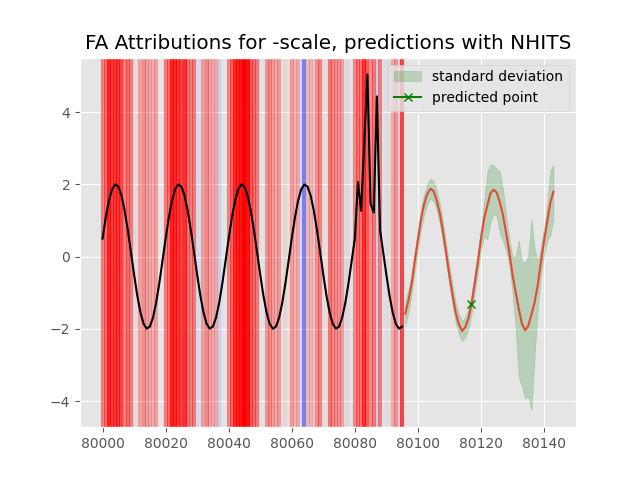 FA Attributions for -scale, predictions with NHITS
standard deviation
predicted point
4
2
0
−2
−4
80000 80020 80040 80060 80080 80100 80120 80140